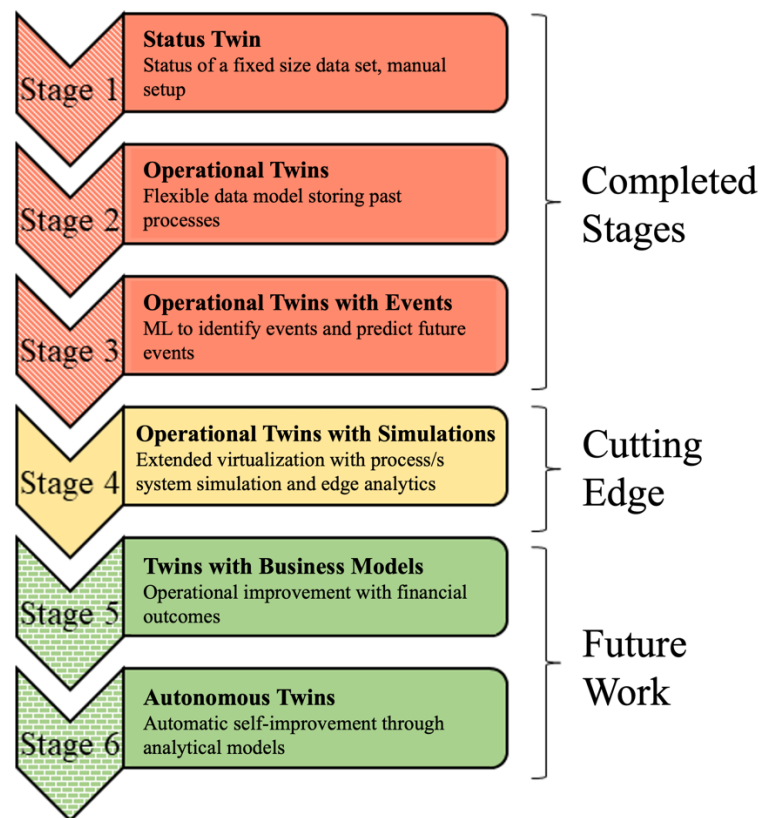 Stage 1
Status Twin
Status of a fixed size data set, manual
setup
Stage 2
Operational Twins
Flexible data model storing past
processes
Stage 3
Operational Twins with Events
ML to identify events and predict future
events
Completed
Stages
Stage 4
Operational Twins with Simulations
Extended virtualization with process/s
system simulation and edge analytics
Cutting
Edge
Stage 5
Twins with Business Models
Operational improvement with financial
outcomes
Stage 6
Autonomous Twins
Automatic self-improvement through
analytical models
Future
Work